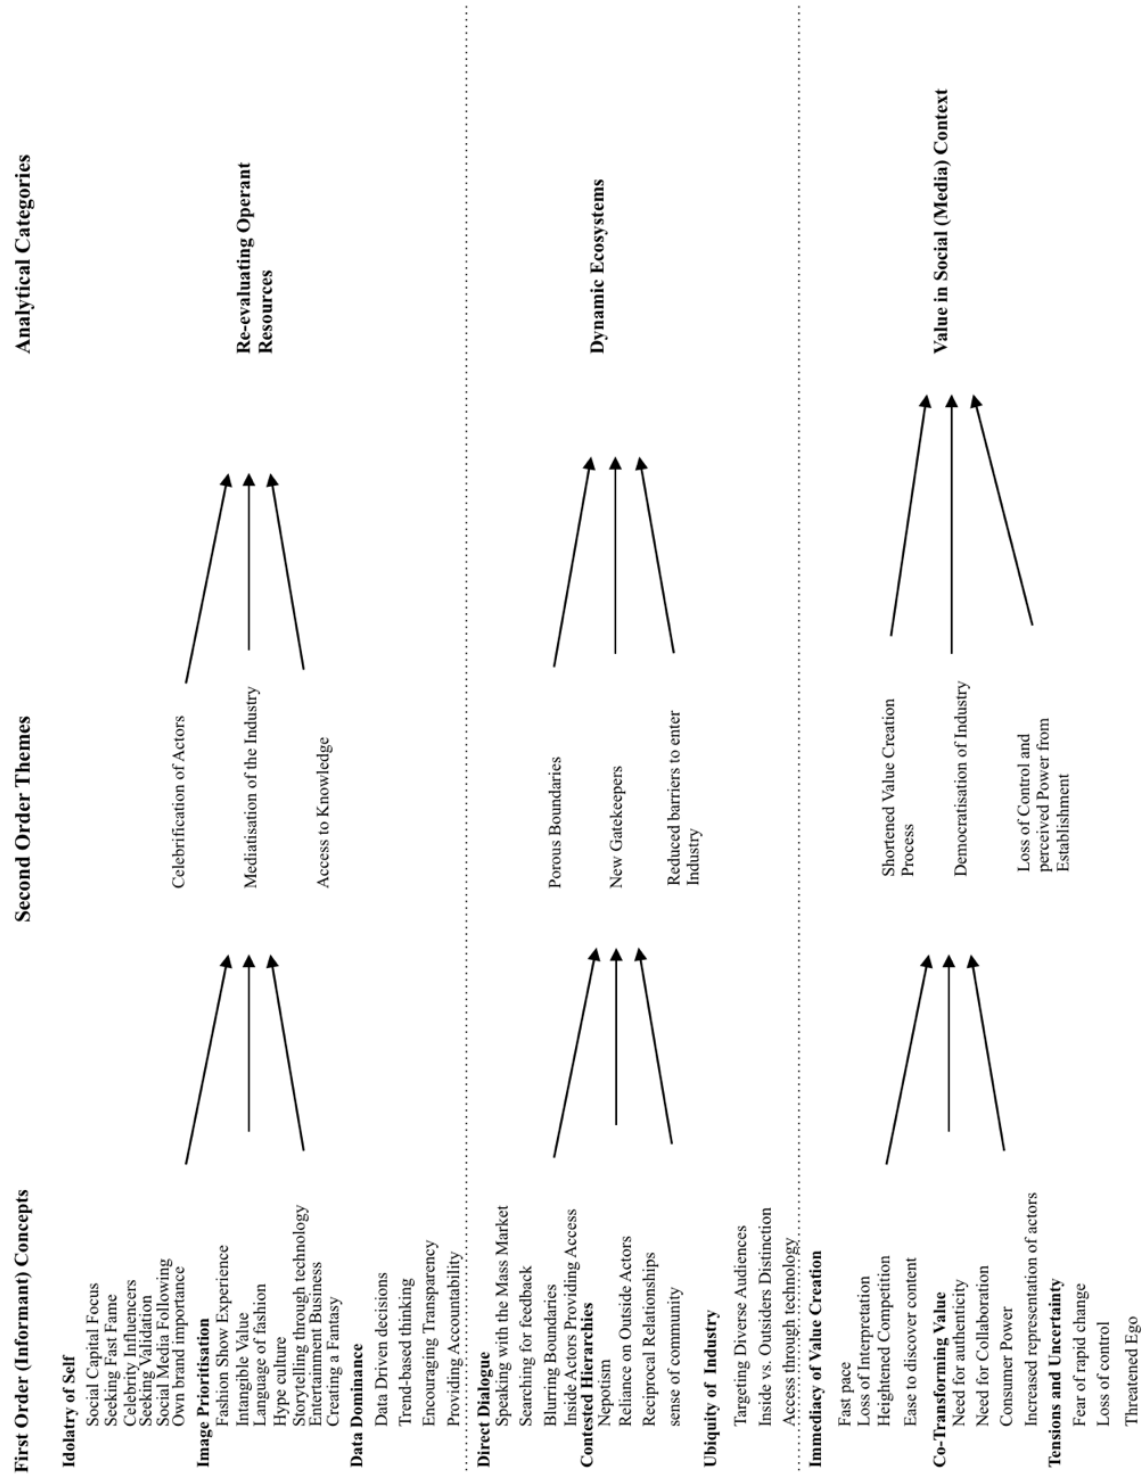 First Order (Informant) Concepts
Second Order Themes
Analytical Categories
Idolatry of Self
Social Capital Focus
Seeking Fast Fame
Celebrity Influencers
Seeking Validation
Social Media Following
Own brand importance
Image Prioritisation
Fashion Show Experience
Intangible Value
Language of fashion
Hype culture
Storytelling through technology
Entertainment Business
Creating a Fantasy
Data Dominance
Data Driven decisions
Trend-based thinking
Encouraging Transparency
Providing Accountability
Celebrification of Actors
Mediatisation of the Industry
Access to Knowledge
Re-evaluating Operant
Resources
Direct Dialogue
Speaking with the Mass Market
Searching for feedback
Blurring Boundaries
Inside Actors Providing Access
Contested Hierarchies
Nepotism
Reliance on Outside Actors
Reciprocal Relationships
sense of community
Ubiquity of Industry
Targeting Diverse Audiences
Inside vs. Outsiders Distinction
Access through technology
Porous Boundaries
New Gatekeepers
Reduced barriers to enter
Industry
Dynamic Ecosystems
Immediacy of Value Creation
Fast pace
Loss of Interpretation
Heightened Competition
Ease to discover content
Co-Transforming Value
Need for authenticity
Need for Collaboration
Consumer Power
Increased representation of actors
Tensions and Uncertainty
Fear of rapid change
Loss of control
Threatened Ego
Shortened Value Creation
Process
Democratisation of Industry
Loss of Control and
perceived Power from
Establishment
Value in Social (Media) Context